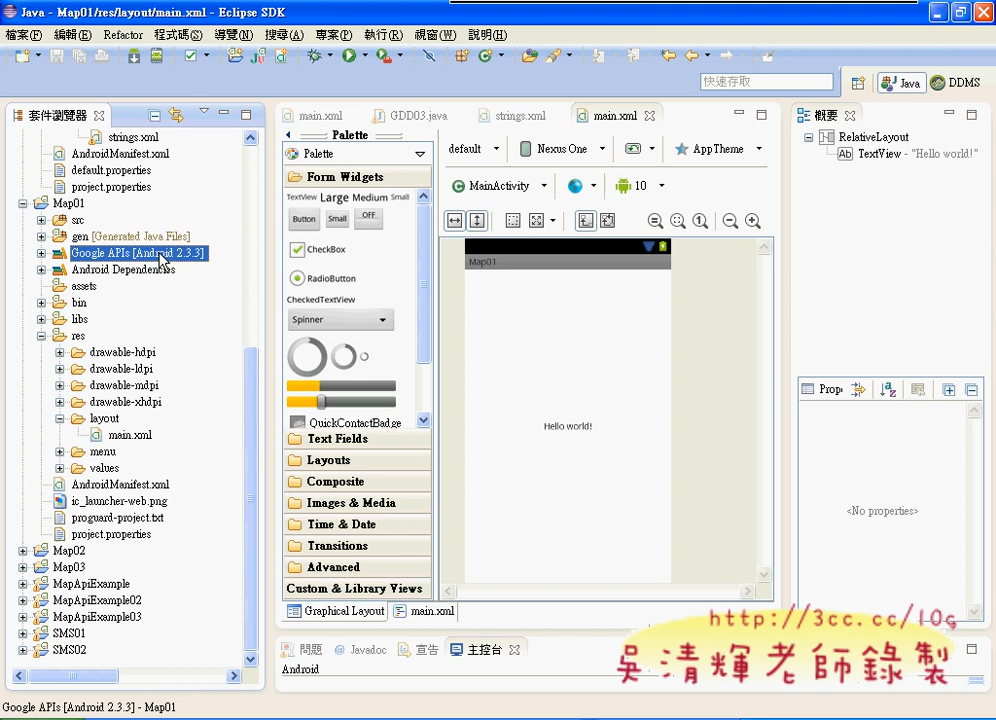 Java - Map01/res/layout/main.xml - Eclipse SDK
檔案(F) 編輯(E) Refactor 程式碼(S) 導覽(N) 搜尋(A) 專案(P) 執行(R) 視窗(W) 說明(H)
快速存取
Java
DDMS
套件瀏覽器
strings.xml
AndroidManifest.xml
default.properties
project.properties
Map01
src
gen [Generated Java Files]
Google APIs [Android 2.3.3]
Android Dependencies
assets
bin
libs
res
drawable-hdpi
drawable-ldpi
drawable-mdpi
drawable-xhdpi
layout
main.xml
menu
values
AndroidManifest.xml
ic_launcher-web.png
proguard-project.txt
project.properties
Map02
Map03
MapApiExample
MapApiExample02
MapApiExample03
SMS01
SMS02
main.xml
GDD03.java
strings.xml
main.xml
Palette
Palette
Form Widgets
TextView Large Medium Small
Button Small OFF
CheckBox
RadioButton
CheckedTextView
Spinner
QuickContactBadge
Text Fields
Layouts
Composite
Images & Media
Time & Date
Transitions
Advanced
Custom & Library Views
default
Nexus One
AppTheme
MainActivity
10
Map01
Hello world!
Graphical Layout
main.xml
概要
RelativeLayout
Ab TextView - "Hello world!"
Prop
<No properties>
問題
@ Javadoc
宣告
主控台
Android
http://3cc.cc/10g
吳清輝老師錄製
Google APIs [Android 2.3.3] - Map01